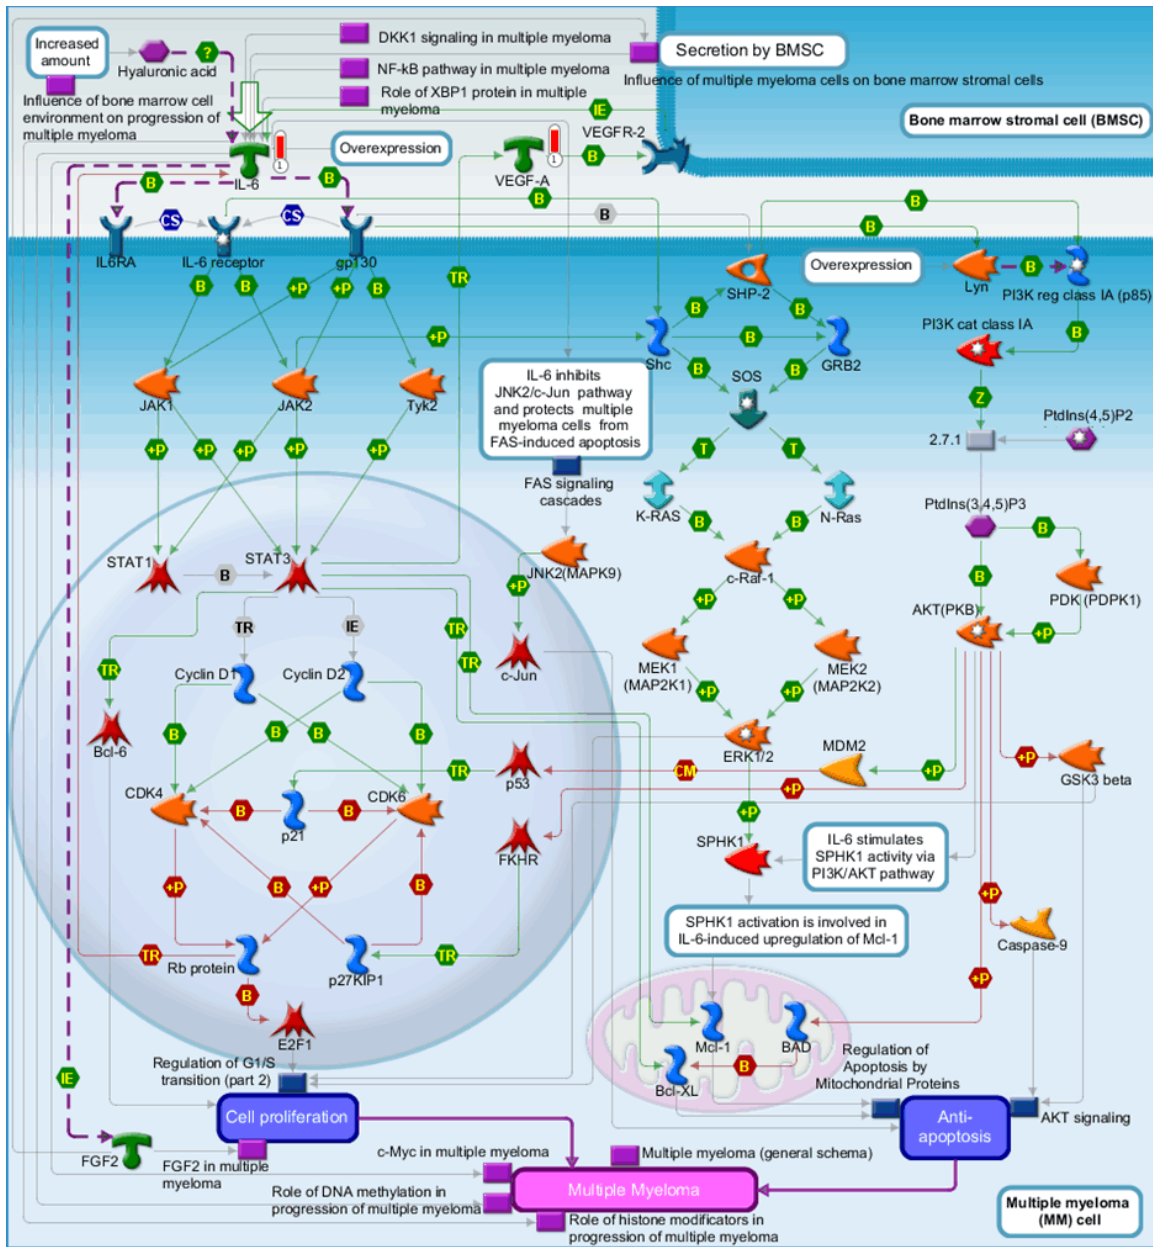 Increased
amount
Hyaluronic acid
?
Influence of bone marrow cell
environment on progression of
multiple myeloma
DKK1 signaling in multiple myeloma
NF-kB pathway in multiple myeloma
Role of XBP1 protein in multiple
myeloma
Secretion by BMSC
Influence of multiple myeloma cells on bone marrow stromal cells
IE
VEGFR-2
Bone marrow stromal cell (BMSC)
1
Overexpression
IL-6
VEGF-A
1
B
B
B
B
B
B
B
CS
CS
IL6RA
IL-6 receptor
gp130
TR
Overexpression
SHP-2
Lyn
B
PI3K reg class IA (p85)
B
B
+P
+P
B
+P
B
B
B
B
B
B
Shc
GRB2
PI3K cat class IA
SOS
JAK1
JAK2
Tyk2
IL-6 inhibits
JNK2/c-Jun pathway
and protects multiple
myeloma cells from
FAS-induced apoptosis
Z
PtdIns(4,5)P2
2.7.1
+P
+P
+P
+P
+P
T
T
FAS signaling
cascades
K-RAS
N-Ras
PtdIns(3,4,5)P3
B
B
B
STAT1
STAT3
B
JNK2(MAPK9)
c-Raf-1
B
PDK (PDPK1)
+P
+P
+P
AKT(PKB)
+P
TR
IE
TR
TR
TR
Cyclin D1
Cyclin D2
c-Jun
MEK1
(MAP2K1)
MEK2
(MAP2K2)
+P
+P
B
B
B
B
Bcl-6
ERK1/2
MDM2
+P
+P
GSK3 beta
TR
p53
CM
CDK4
CDK6
B
B
p21
+P
+P
FKHR
SPHK1
IL-6 stimulates
SPHK1 activity via
PI3K/AKT pathway
+P
B
+P
B
+P
SPHK1 activation is involved in
IL-6-induced upregulation of Mcl-1
Caspase-9
TR
Rb protein
p27KIP1
TR
+P
B
E2F1
Mcl-1
BAD
B
Bcl-XL
Regulation of G1/S
transition (part 2)
Regulation of
Apoptosis by
Mitochondrial Proteins
IE
Cell proliferation
Anti-
apoptosis
AKT signaling
FGF2
FGF2 in multiple
myeloma
c-Myc in multiple myeloma
Multiple myeloma (general schema)
Role of DNA methylation in
progression of multiple myeloma
Multiple Myeloma
Role of histone modificators in
progression of multiple myeloma
Multiple myeloma
(MM) cell